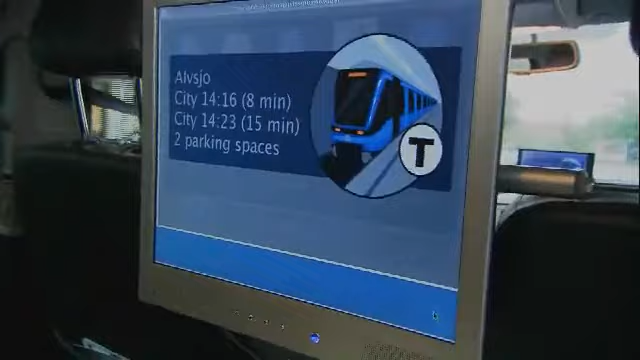 Alvsjo
City 14:16 (8 min)
City 14:23 (15 min)
2 parking spaces
T